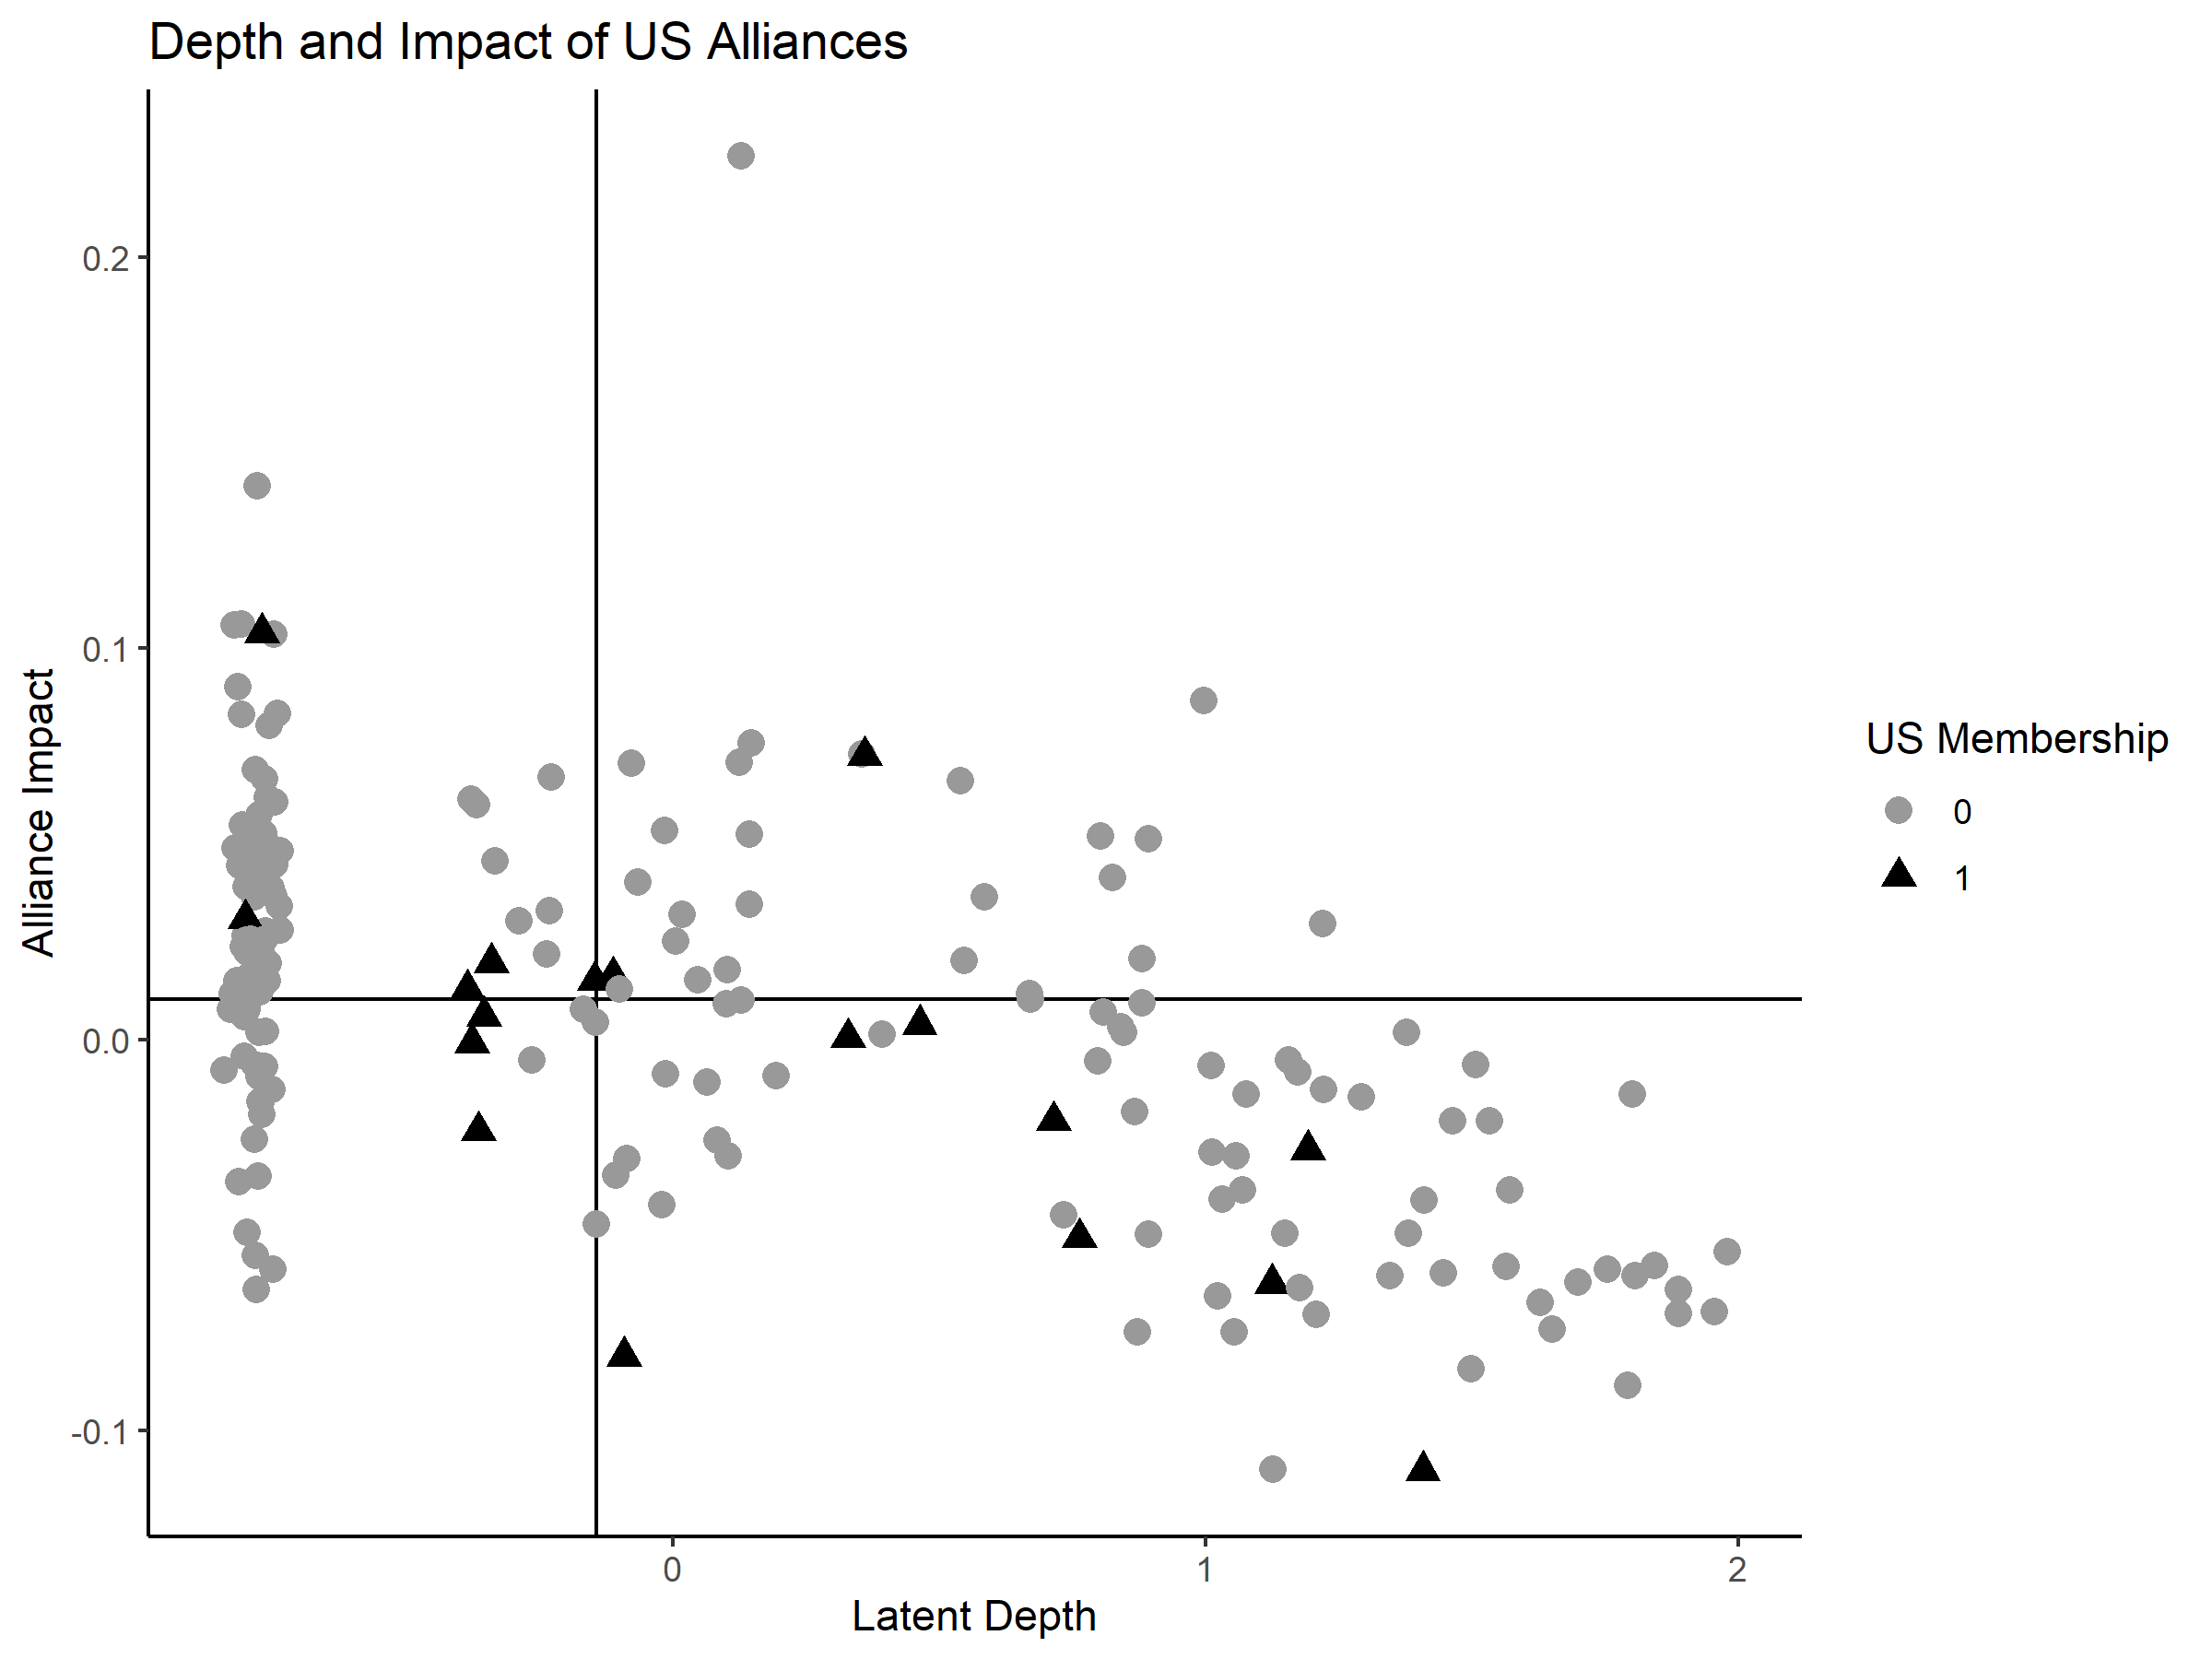 Depth and Impact of US Alliances
0.2
0.1
0.0
-0.1
Alliance Impact
0
1
2
Latent Depth
US Membership
0
1